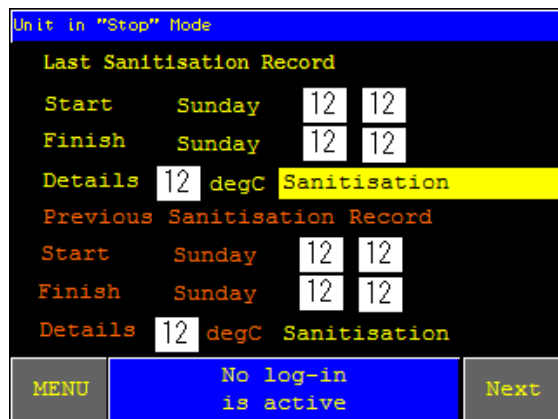 Unit in "Stop" Mode
Last Sanitisation Record
Start Sunday 12 12
Finish Sunday 12 12
Details 12 degC Sanitisation
Previous Sanitisation Record
Start Sunday 12 12
Finish Sunday 12 12
Details 12 degC Sanitisation
MENU
No log-in
is active
Next